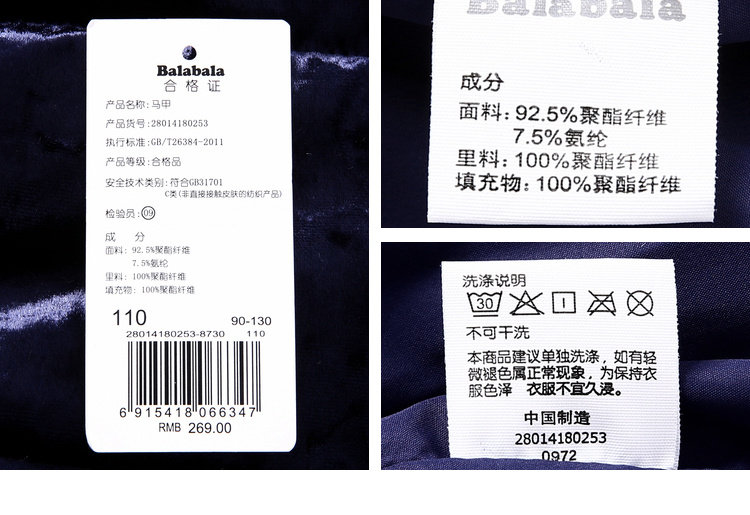 Balabala
合格证
产品名称: 马甲
产品货号: 28014180253
执行标准: GB/T26384-2011
产品等级: 合格品
安全技术类别: 符合GB31701
C类(非直接接触皮肤的纺织产品)
检验员: 09
成 分
面料: 92.5%聚酯纤维
7.5%氨纶
里料: 100%聚酯纤维
填充物: 100%聚酯纤维
110 90-130
28014180253-8730 110
6 915418 066347
RMB 269.00
Balabala
成分
面料: 92.5%聚酯纤维
7.5%氨纶
里料: 100%聚酯纤维
填充物: 100%聚酯纤维
洗涤说明
30
不可干洗
本商品建议单独洗涤，如有轻
微褪色属正常现象，为保持衣
服色泽 衣服不宜久浸。
中国制造
28014180253
0972